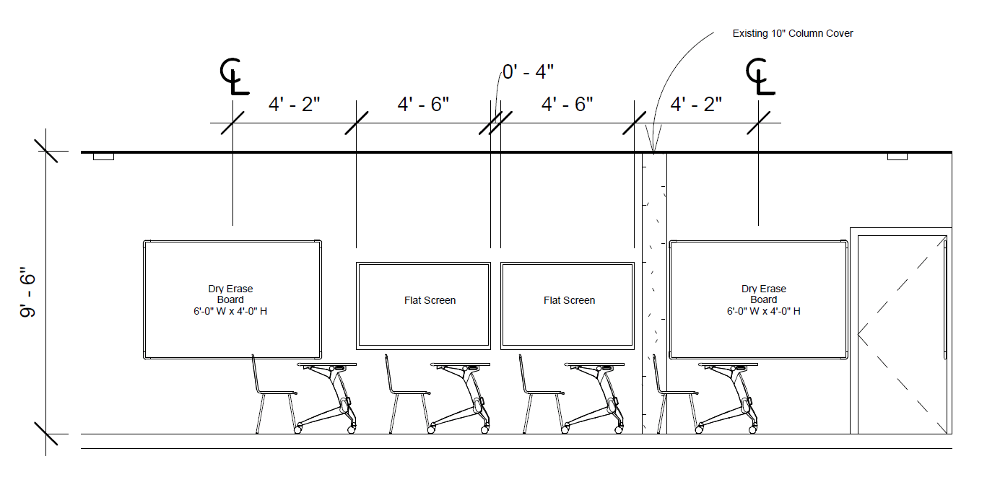 Existing 10" Column Cover
0' - 4"
CL
CL
4' - 2"
4' - 6"
4' - 6"
4' - 2"
9' - 6"
Dry Erase
Board
6'-0" W x 4'-0" H
Flat Screen
Flat Screen
Dry Erase
Board
6'-0" W x 4'-0" H